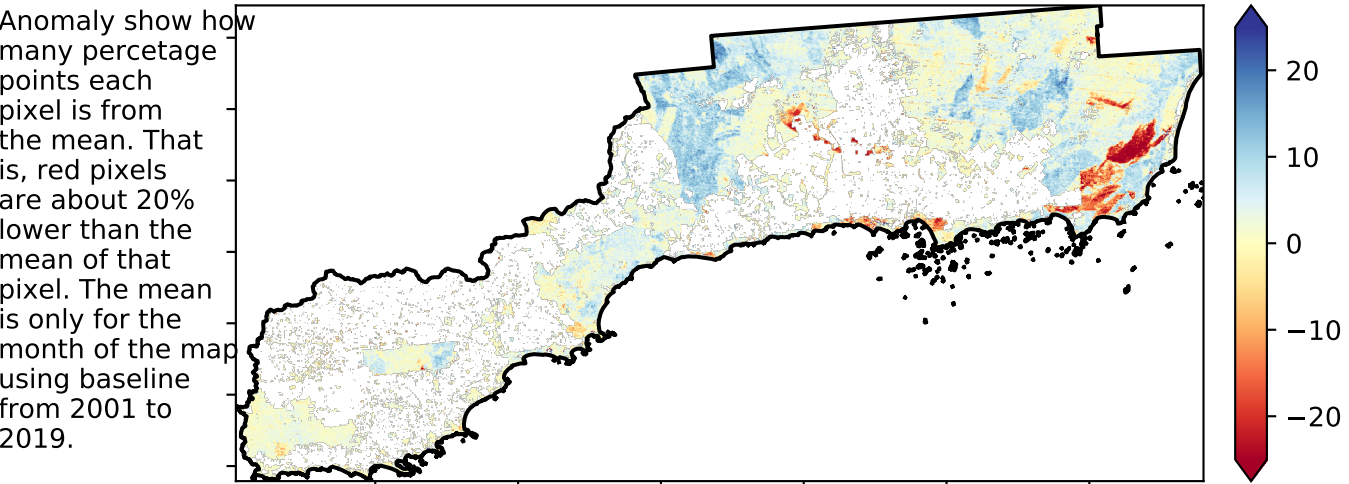 Anomaly show how
many percetage
points each
pixel is from
the mean. That
is, red pixels
are about 20%
lower than the
mean of that
pixel. The mean
is only for the
month of the map
using baseline
from 2001 to
2019.
20
10
0
−10
−20